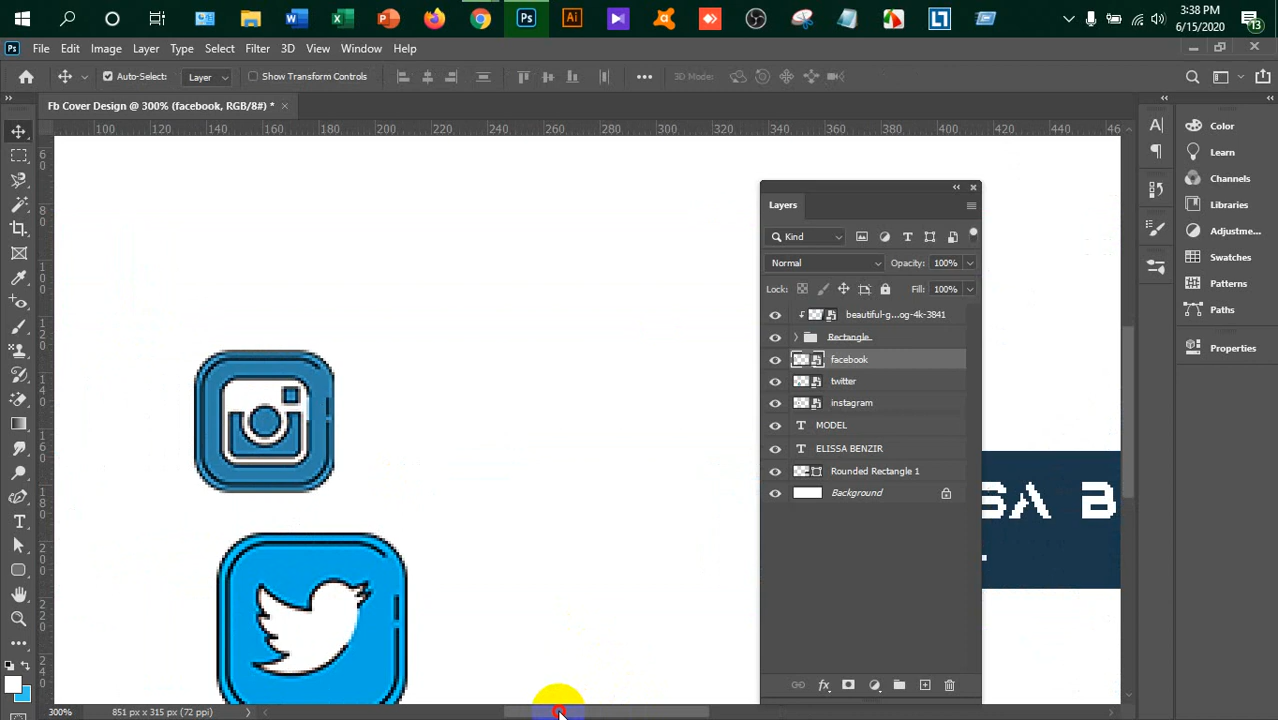 3:38 PM
6/15/2020
13
Ps
File Edit Image Layer Type Select Filter 3D View Window Help
Auto-Select: Layer Show Transform Controls 3D Mode:
Fb Cover Design @ 300% (facebook, RGB/8#) *
100 120 140 160 180 200 220 240 260 280 300 320 340 360 380 400 420 440 46
Layers
Kind
Normal Opacity: 100%
Lock: Fill: 100%
beautiful-g...og-4k-3841
Rectangle
facebook
twitter
instagram
MODEL
ELISSA BENZIR
Rounded Rectangle 1
Background
fx
Color
Learn
Channels
Libraries
Adjustme...
Swatches
Patterns
Paths
Properties
SA B
300% 851 px x 315 px (72 ppi)